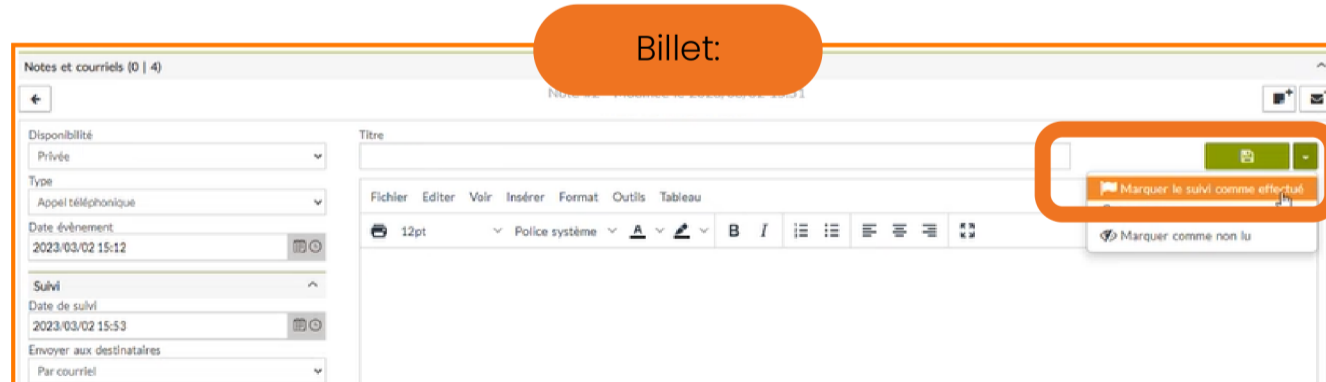 Billet:
Notes et courriels (0 | 4)
Disponibilité
Privée
Type
Appel téléphonique
Date évènement
2023/03/02 15:12
Suivi
Date de suivi
2023/03/02 15:53
Envoyer aux destinataires
Par courriel
Titre
Fichier Editer Voir Insérer Format Outils Tableau
12pt Police système A B I
Marquer le suivi comme effectué
Marquer comme non lu